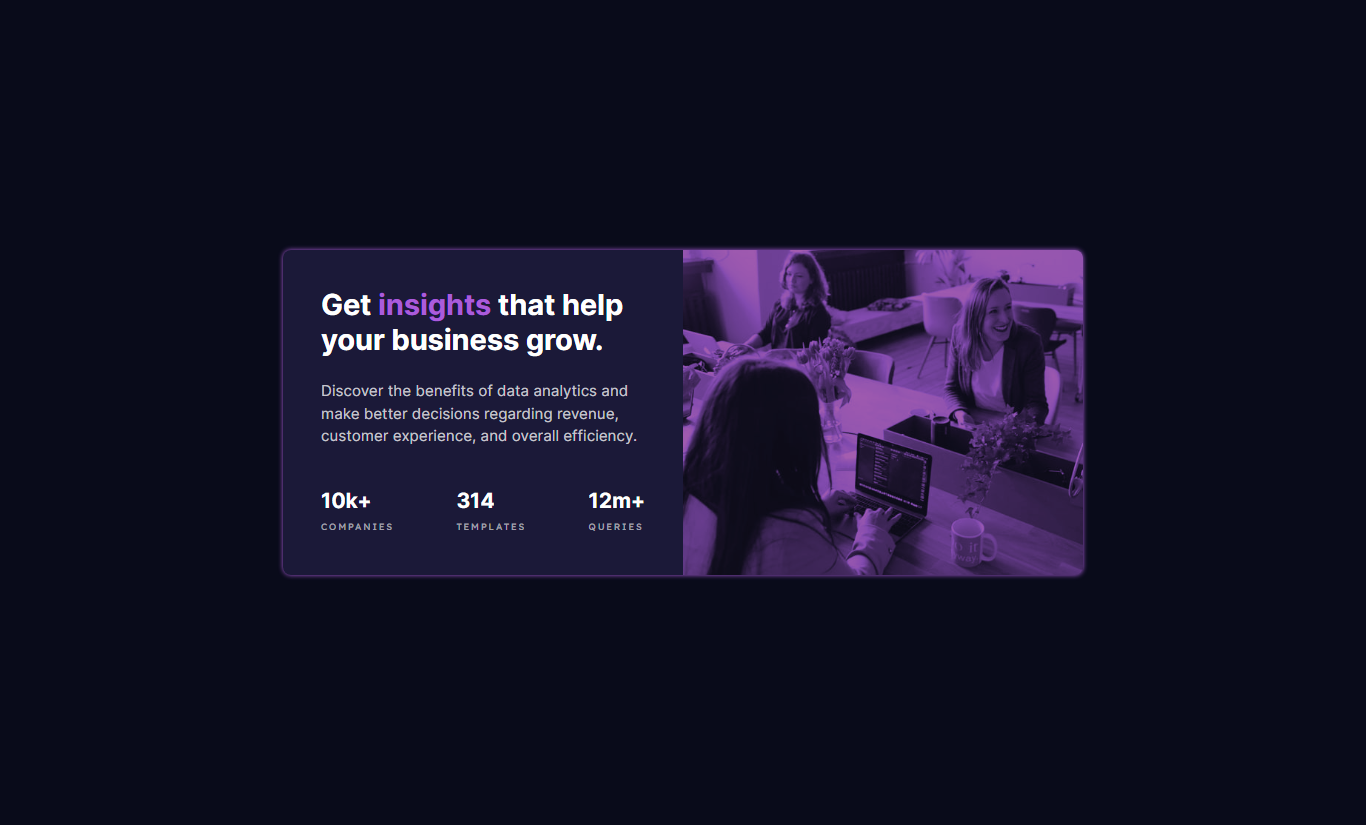 Get insights that help
your business grow.
Discover the benefits of data analytics and
make better decisions regarding revenue,
customer experience, and overall efficiency.
10k+ 314 12m+
COMPANIES TEMPLATES QUERIES